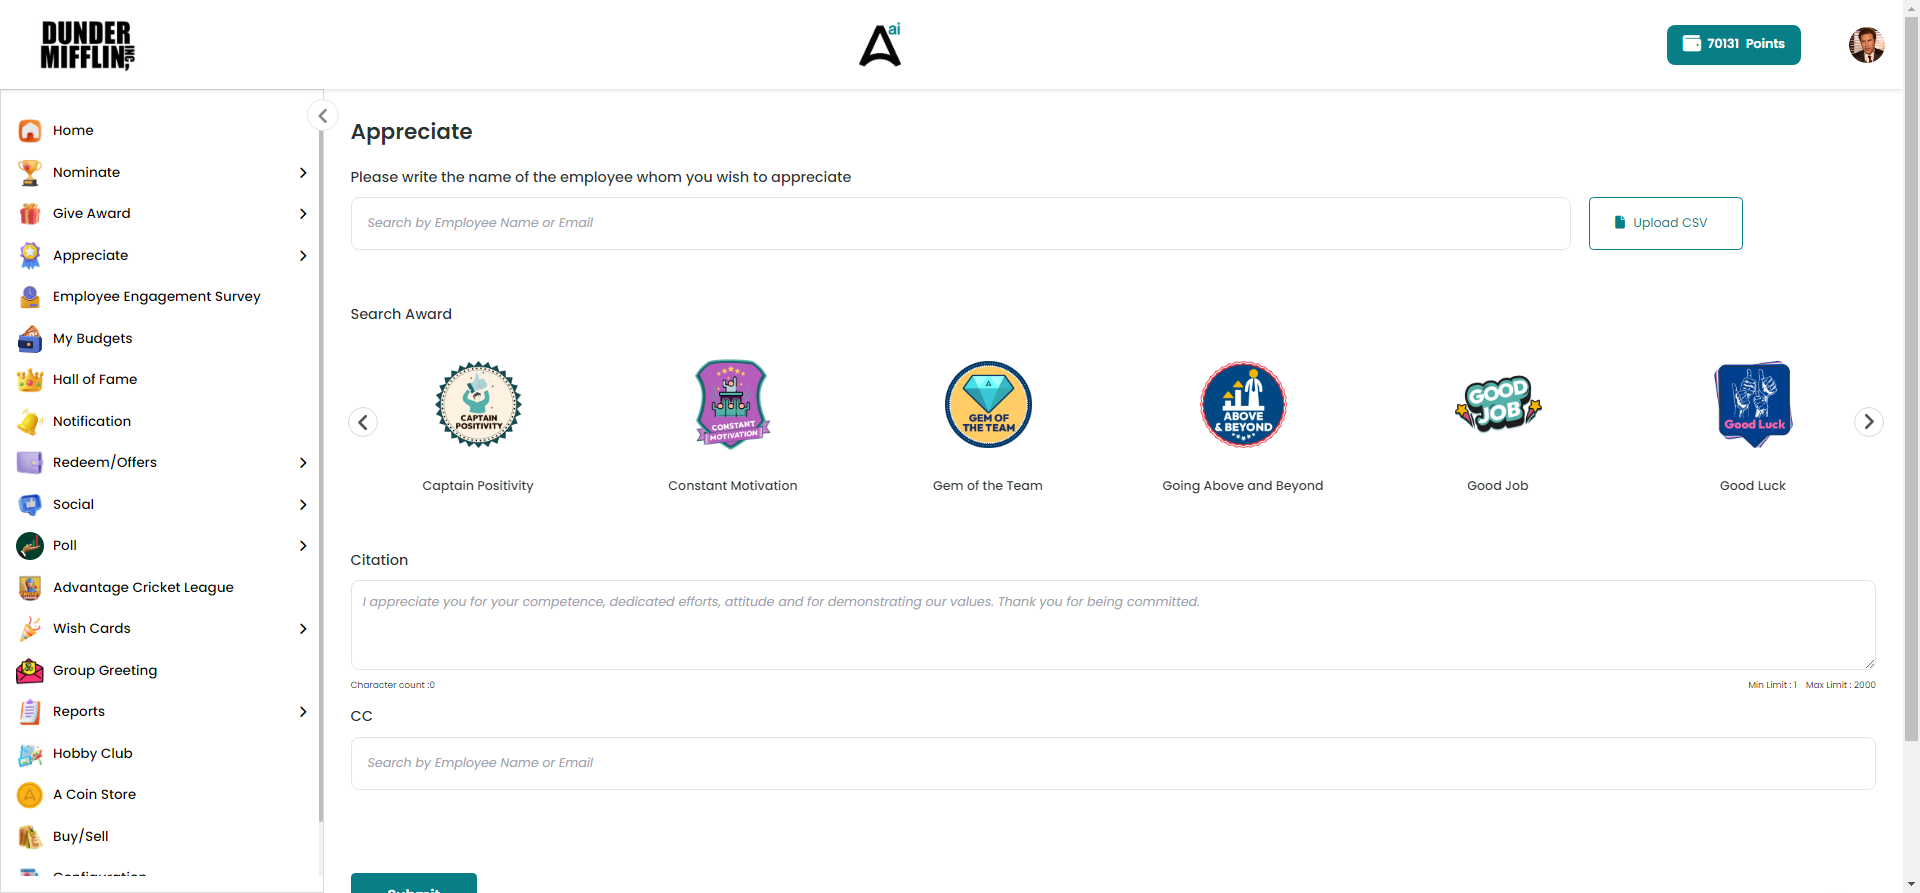 DUNDER
MIFFLIN, INC;
ai
70131 Points
Home
Nominate
Give Award
Appreciate
Employee Engagement Survey
My Budgets
Hall of Fame
Notification
Redeem/Offers
Social
Poll
Advantage Cricket League
Wish Cards
Group Greeting
Reports
Hobby Club
A Coin Store
Buy/Sell
Configuration
Appreciate
Please write the name of the employee whom you wish to appreciate
Search by Employee Name or Email
Upload CSV
Search Award
CAPTAIN
POSITIVITY
CONSTANT
MOTIVATION
GEM OF
THE TEAM
ABOVE
& BEYOND
GOOD
JOB
Good Luck
Captain Positivity
Constant Motivation
Gem of the Team
Going Above and Beyond
Good Job
Good Luck
Citation
I appreciate you for your competence, dedicated efforts, attitude and for demonstrating our values. Thank you for being committed.
Character count :0
Min Limit : 1 Max Limit : 2000
CC
Search by Employee Name or Email
Submit